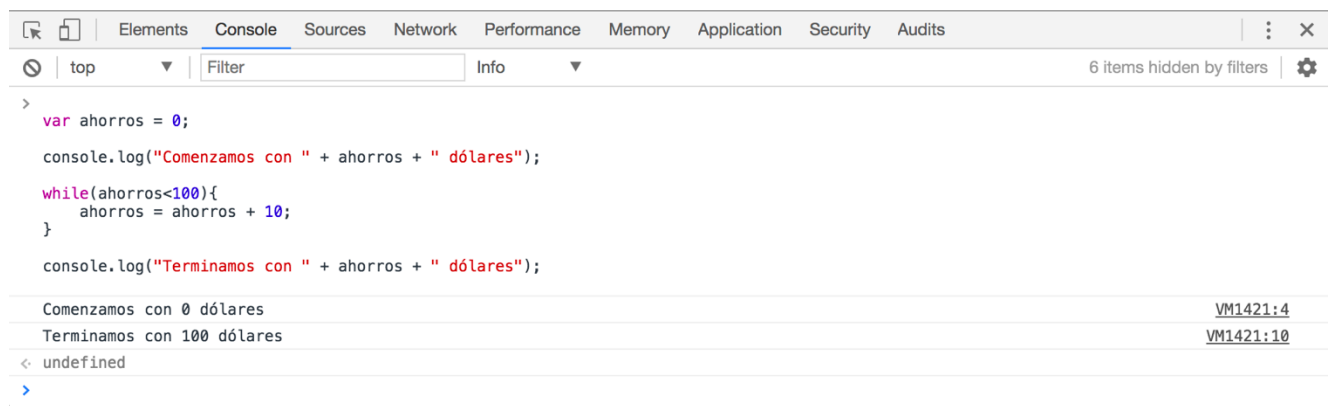 Elements Console Sources Network Performance Memory Application Security Audits
top Filter Info 6 items hidden by filters
>
var ahorros = 0;
console.log("Comenzamos con " + ahorros + " dólares");
while(ahorros<100){
ahorros = ahorros + 10;
}
console.log("Terminamos con " + ahorros + " dólares");
Comenzamos con 0 dólares VM1421:4
Terminamos con 100 dólares VM1421:10
undefined
>